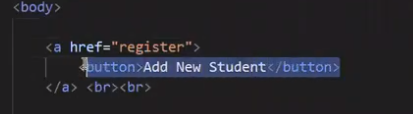 <body>
<a href="register">
<button>Add New Student</button>
</a> <br><br>